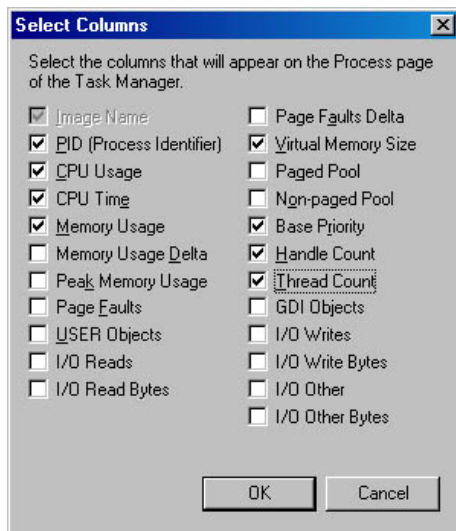 Select Columns
Select the columns that will appear on the Process page
of the Task Manager.
Image Name
PID (Process Identifier)
CPU Usage
CPU Time
Memory Usage
Memory Usage Delta
Peak Memory Usage
Page Faults
USER Objects
I/O Reads
I/O Read Bytes
Page Faults Delta
Virtual Memory Size
Paged Pool
Non-paged Pool
Base Priority
Handle Count
Thread Count
GDI Objects
I/O Writes
I/O Write Bytes
I/O Other
I/O Other Bytes
OK
Cancel